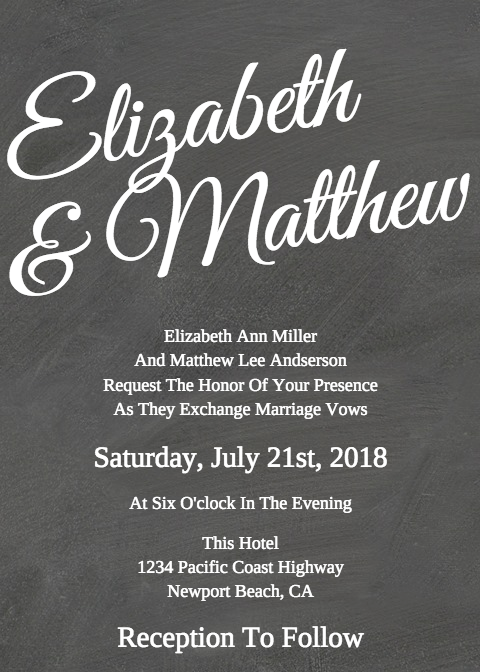 Elizabeth
& Matthew
Elizabeth Ann Miller
And Matthew Lee Andserson
Request The Honor Of Your Presence
As They Exchange Marriage Vows
Saturday, July 21st, 2018
At Six O'clock In The Evening
This Hotel
1234 Pacific Coast Highway
Newport Beach, CA
Reception To Follow